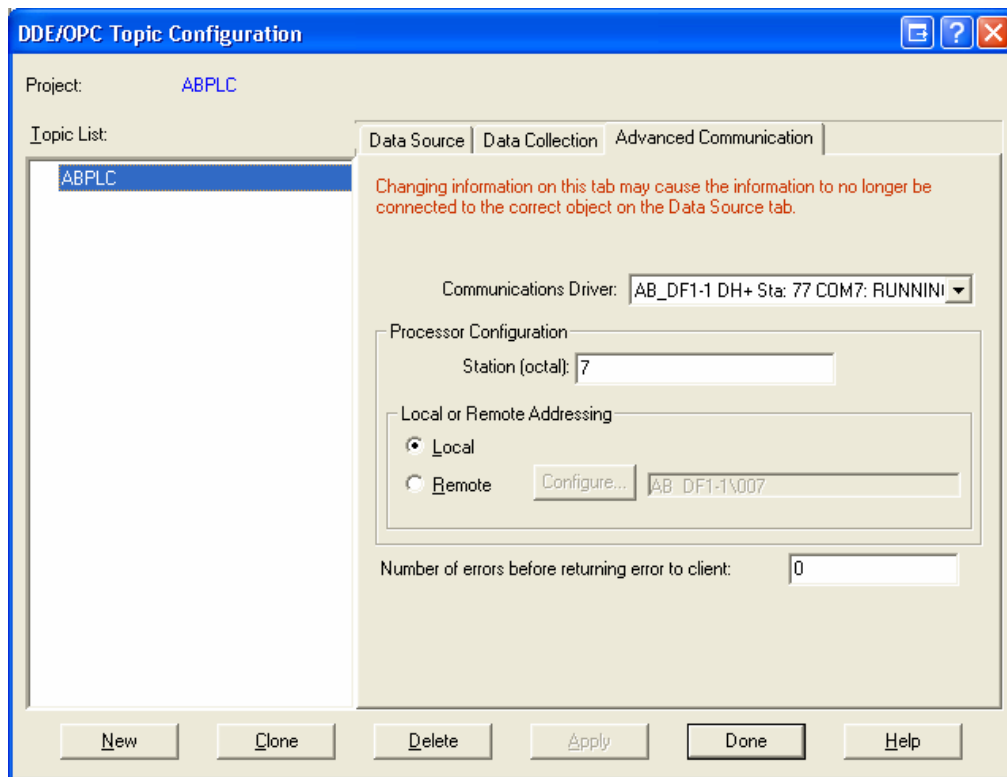 DDE/OPC Topic Configuration
Project: ABPLC
Topic List:
ABPLC
Data Source Data Collection Advanced Communication
Changing information on this tab may cause the information to no longer be
connected to the correct object on the Data Source tab.
Communications Driver: AB_DF1-1 DH+ Sta: 77 COM7: RUNNIN
Processor Configuration
Station (octal): 7
Local or Remote Addressing
Local
Remote Configure... AB_DF1-1\007
Number of errors before returning error to client: 0
New Clone Delete Apply Done Help